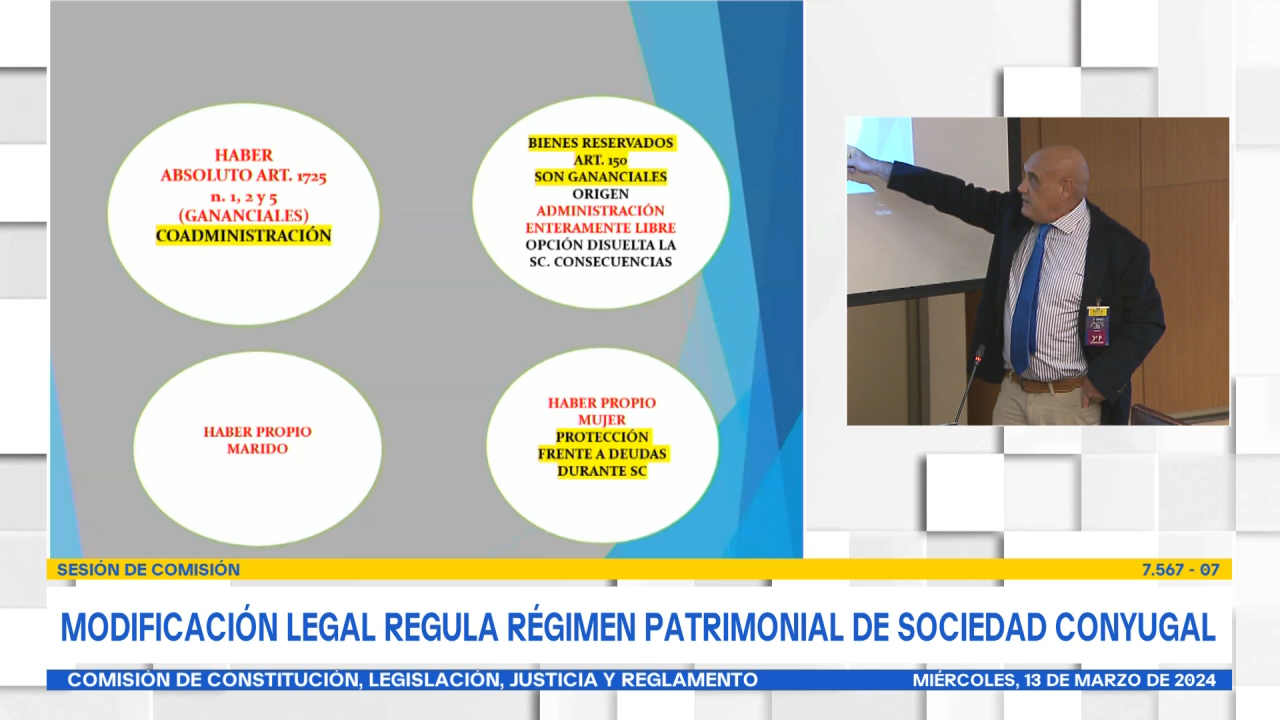 HABER
ABSOLUTO ART. 1725
n. 1, 2 y 5
(GANANCIALES)
COADMINISTRACIÓN
BIENES RESERVADOS
ART. 150
SON GANANCIALES
ORIGEN
ADMINISTRACIÓN
ENTERAMENTE LIBRE
OPCIÓN DISUELTA LA
SC. CONSECUENCIAS
HABER PROPIO
MARIDO
HABER PROPIO
MUJER
PROTECCIÓN
FRENTE A DEUDAS
DURANTE SC
SESIÓN DE COMISIÓN
7.567 - 07
MODIFICACIÓN LEGAL REGULA RÉGIMEN PATRIMONIAL DE SOCIEDAD CONYUGAL
COMISIÓN DE CONSTITUCIÓN, LEGISLACIÓN, JUSTICIA Y REGLAMENTO
MIÉRCOLES, 13 DE MARZO DE 2024